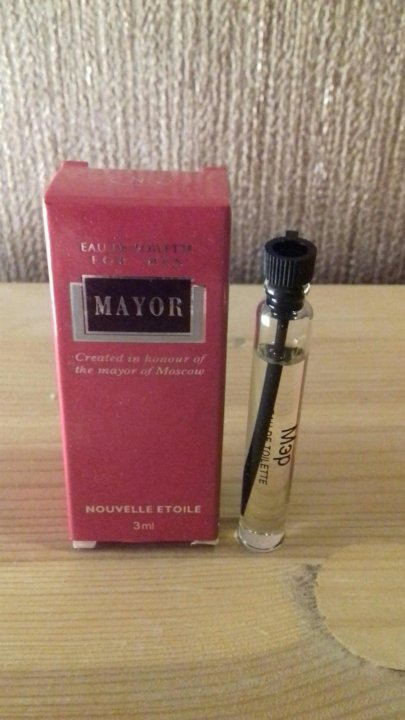 EAU DE TOILETTE
FOR MEN
MAYOR
Created in honour of
the mayor of Moscow
NOUVELLE ETOILE
3ml
Мэр
EAU DE TOILETTE